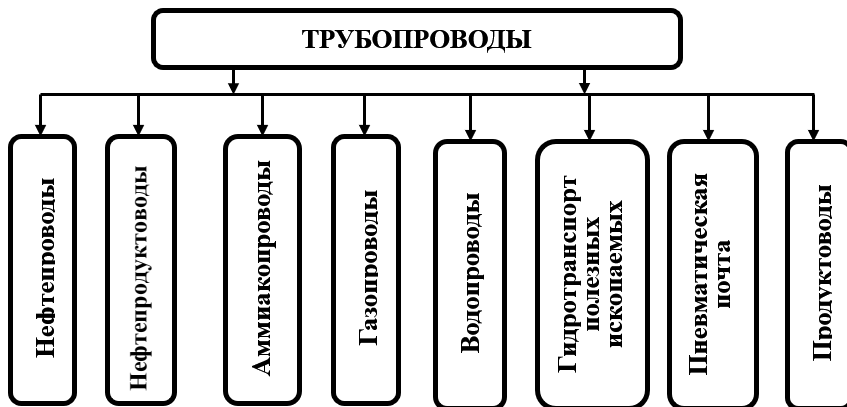 ТРУБОПРОВОДЫ
Нефтепроводы
Нефтепродуктоводы
Аммиакопроводы
Газопроводы
Водопроводы
Гидротранспорт
полезных
ископаемых
Пневматическая
почта
Продуктоводы